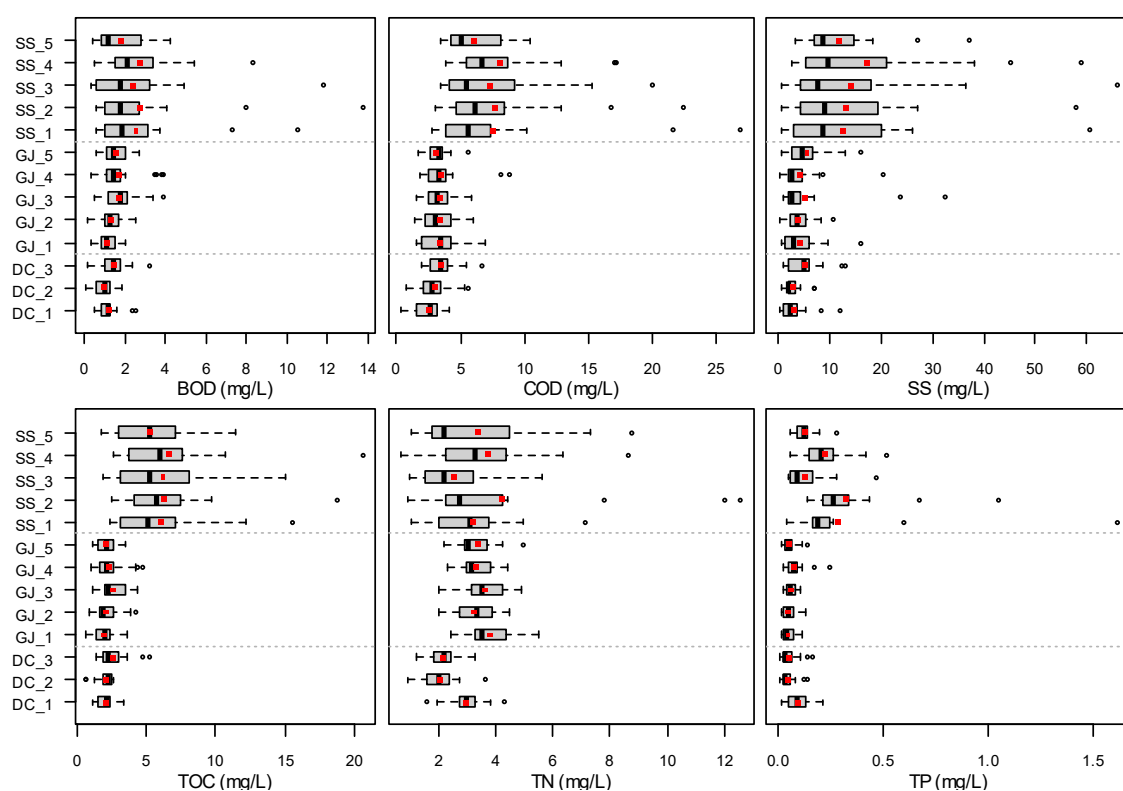 SS_5
SS_4
SS_3
SS_2
SS_1
GJ_5
GJ_4
GJ_3
GJ_2
GJ_1
DC_3
DC_2
DC_1
0 2 4 6 8 10 12 14
BOD (mg/L)
0 5 10 15 20 25
COD (mg/L)
0 10 20 30 40 50 60
SS (mg/L)
SS_5
SS_4
SS_3
SS_2
SS_1
GJ_5
GJ_4
GJ_3
GJ_2
GJ_1
DC_3
DC_2
DC_1
0 5 10 15 20
TOC (mg/L)
2 4 6 8 10 12
TN (mg/L)
0.0 0.5 1.0 1.5
TP (mg/L)